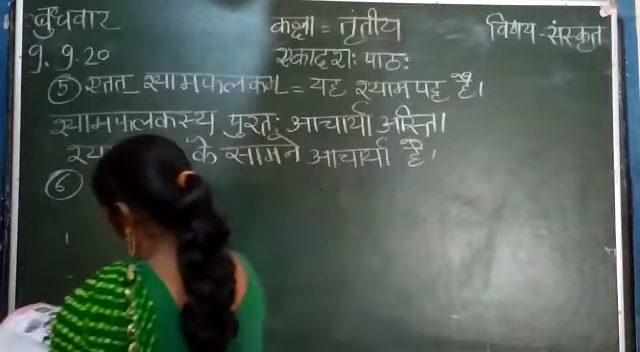 बुधवार कक्षा = तृतीय विषय - संस्कृत
9.9.20 एकादशः पाठः
⑤ एतत् श्यामफलकम् = यह श्यामपट्ट है।
श्यामफलकस्य पुरतः आचार्या अस्ति।
के सामने आचार्या है।
⑥